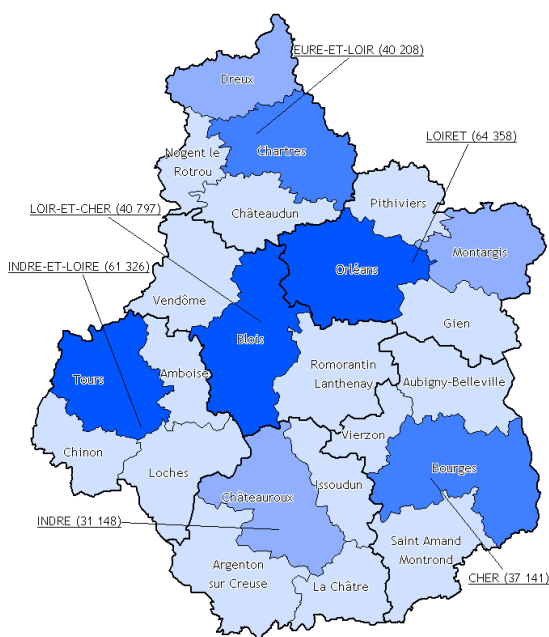 EURE-ET-LOIR (40 208)
Dreux
LOIRET (64 358)
Nogent le
Rotrou
Chartres
LOIR-ET-CHER (40 797)
Châteaudun
Pithiviers
INDRE-ET-LOIRE (61 326)
Orléans
Montargis
Vendôme
Gien
Blois
Tours
Amboise
Romorantin
Lanthenay
Aubigny-Belleville
Chinon
Loches
Vierzon
Bourges
Châteauroux
Issoudun
INDRE (31 148)
Saint Amand
Montrond
Argenton
sur Creuse
La Châtre
CHER (37 141)